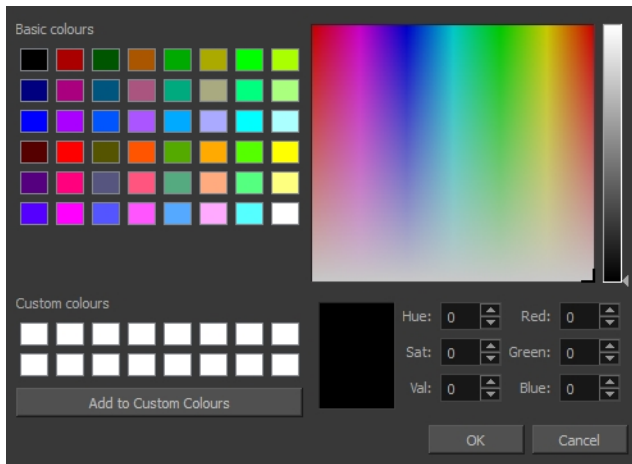 Basic colours
Custom colours
Add to Custom Colours
Hue: 0 Red: 0
Sat: 0 Green: 0
Val: 0 Blue: 0
OK Cancel